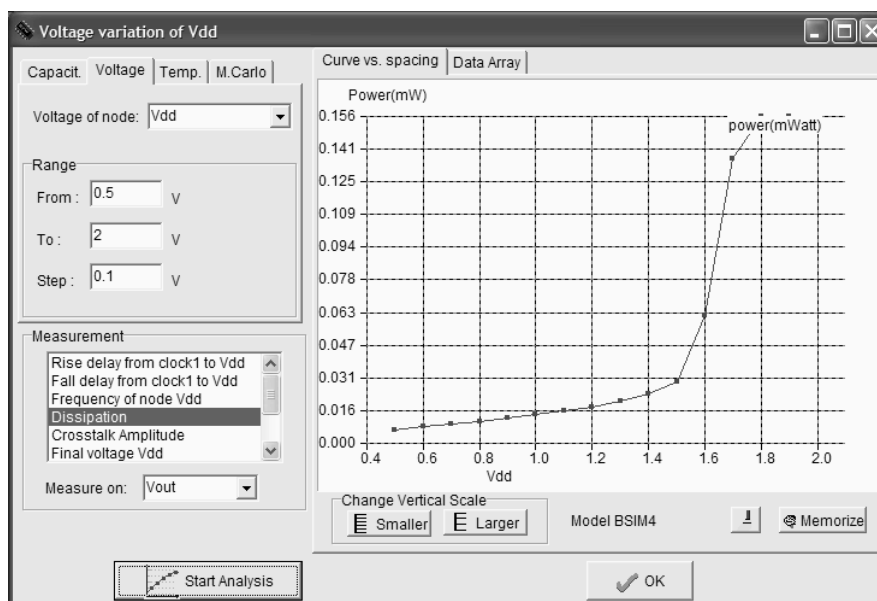 Voltage variation of Vdd
Capacit. Voltage Temp. M.Carlo
Voltage of node: Vdd
Range
From : 0.5 V
To : 2 V
Step : 0.1 V
Measurement
Rise delay from clock1 to Vdd
Fall delay from clock1 to Vdd
Frequency of node Vdd
Dissipation
Crosstalk Amplitude
Final voltage Vdd
Measure on: Vout
Start Analysis
Curve vs. spacing Data Array
Power(mW)
0.156
power(mWatt)
0.141
0.125
0.109
0.094
0.078
0.063
0.047
0.031
0.016
0.000
0.4 0.6 0.8 1.0 1.2 1.4 1.6 1.8 2.0
Vdd
Change Vertical Scale
Smaller Larger
Model BSIM4
Memorize
OK